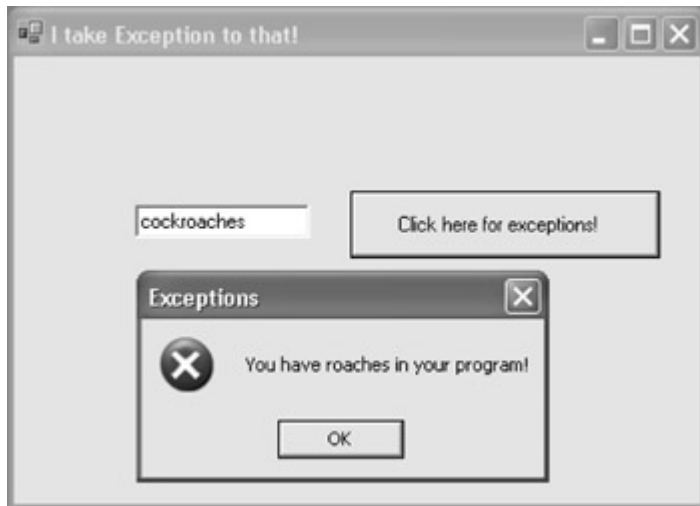 I take Exception to that!
cockroaches
Click here for exceptions!
Exceptions
You have roaches in your program!
OK